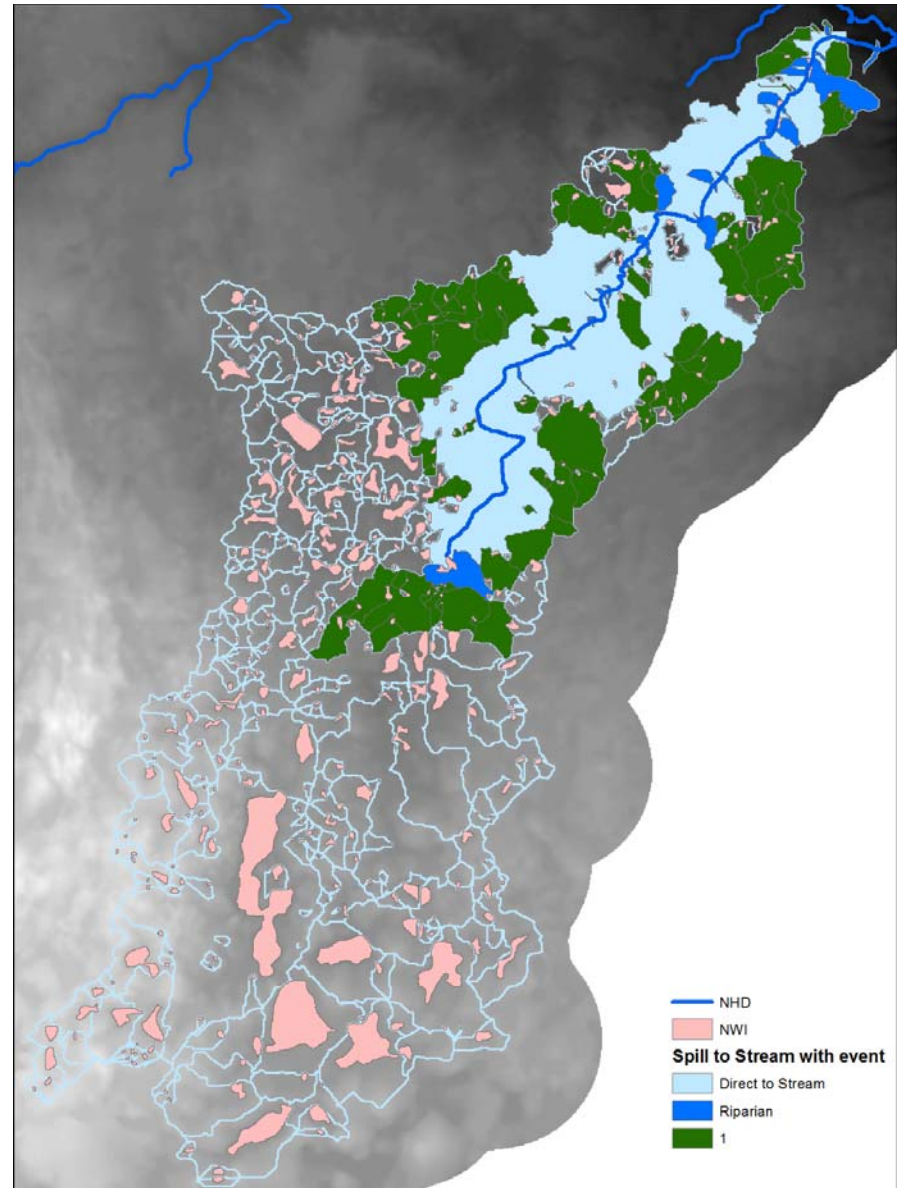 NHD
NWI
Spill to Stream with event
Direct to Stream
Riparian
1